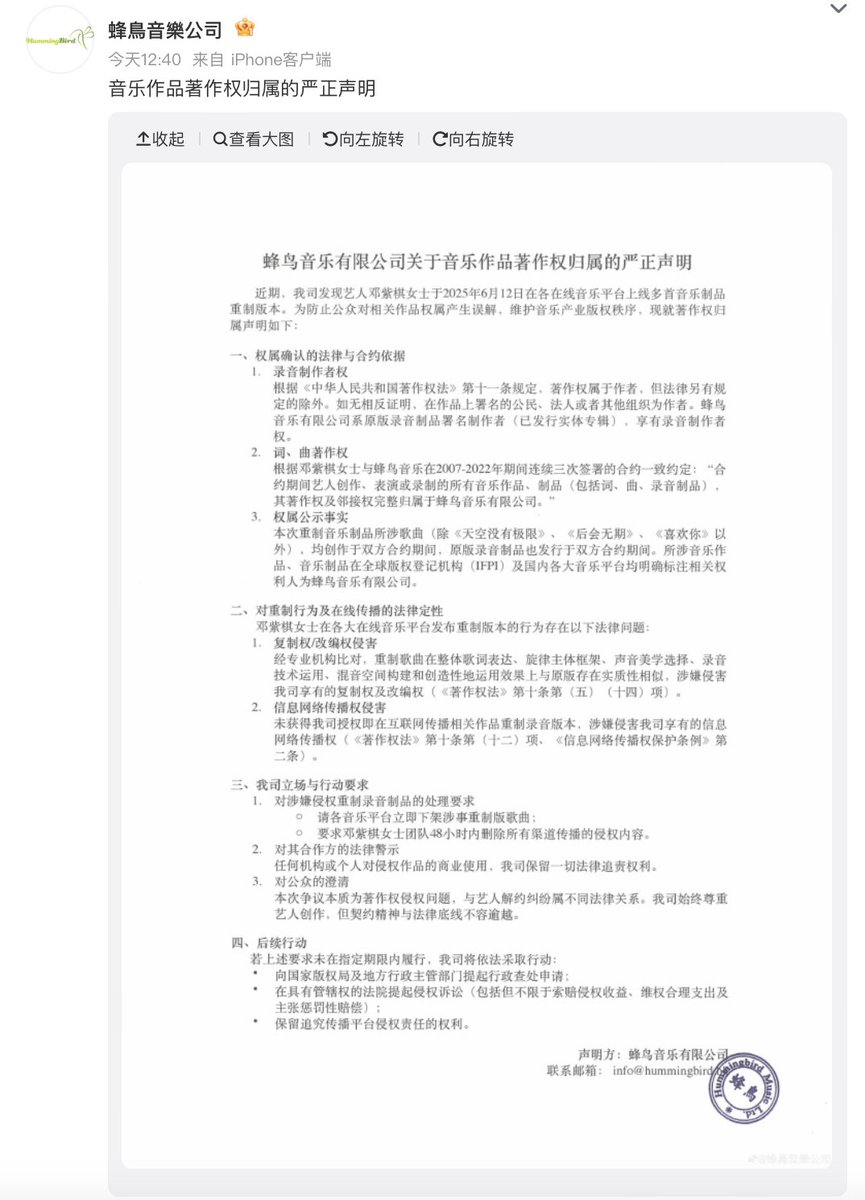 HummingBird
蜂鳥音樂公司
今天12:40 来自 iPhone客户端
音乐作品著作权归属的严正声明
收起 查看大图 向左旋转 向右旋转
蜂鸟音乐有限公司关于音乐作品著作权归属的严正声明
近期，我司发现艺人邓紫棋女士于2025年6月12日在各在线音乐平台上线多首音乐制品
重制版本。为防止公众对相关作品权属产生误解，维护音乐产业版权秩序，现就著作权归
属声明如下：
一、权属确认的法律与合约依据
1. 录音制作者权
根据《中华人民共和国著作权法》第十一条规定，著作权属于作者，但法律另有规
定的除外。如无相反证明，在作品上署名的公民、法人或者其他组织为作者。蜂鸟
音乐有限公司系原版录音制品署名制作者（已发行实体专辑），享有录音制作者
权。
2. 词、曲著作权
根据邓紫棋女士与蜂鸟音乐在2007-2022年期间连续三次签署的合约一致约定：“合
约期间艺人创作、表演或录制的所有音乐作品、制品（包括词、曲、录音制品），
其著作权及邻接权完整归属于蜂鸟音乐有限公司。”
3. 权属公示事实
本次重制音乐制品所涉歌曲（除《天空没有极限》、《后会无期》、《喜欢你》以
外），均创作于双方合约期间，原版录音制品也发行于双方合约期间。所涉音乐作
品、音乐制品在全球版权登记机构（IFPI）及国内各大音乐平台均明确标注相关权
利人为蜂鸟音乐有限公司。
二、对重制行为及在线传播的法律定性
邓紫棋女士在各大在线音乐平台发布重制版本的行为存在以下法律问题：
1. 复制权/改编权侵害
经专业机构比对，重制歌曲在整体歌词表达、旋律主体框架、声音美学选择、录音
技术运用、混音空间构建和创造性地运用效果上与原版存在实质性相似，涉嫌侵害
我司享有的复制权及改编权（《著作权法》第十条第（五）（十四）项）。
2. 信息网络传播权侵害
未获得我司授权即在互联网传播相关作品重制录音版本，涉嫌侵害我司享有的信息
网络传播权（《著作权法》第十条第（十二）项、《信息网络传播权保护条例》第
二条）。
三、我司立场与行动要求
1. 对涉嫌侵权重制录音制品的处理要求
○ 请各音乐平台立即下架涉事重制版歌曲；
○ 要求邓紫棋女士团队48小时内删除所有渠道传播的侵权内容。
2. 对其合作方的法律警示
任何机构或个人对侵权作品的商业使用，我司保留一切法律追责权利。
3. 对公众的澄清
本次争议本质为著作权侵权问题，与艺人解约纠纷属不同法律关系。我司始终尊重
艺人创作，但契约精神与法律底线不容逾越。
四、后续行动
若上述要求未在指定期限内履行，我司将依法采取行动：
• 向国家版权局及地方行政主管部门提起行政查处申请；
• 在具有管辖权的法院提起侵权诉讼（包括但不限于索赔侵权收益、维权合理支出及
主张惩罚性赔偿）；
• 保留追究传播平台侵权责任的权利。
声明方：蜂鸟音乐有限公司
联系邮箱： info@hummingbird
Hummingbird Music Ltd.
蜂鳥
@蜂鳥音樂公司